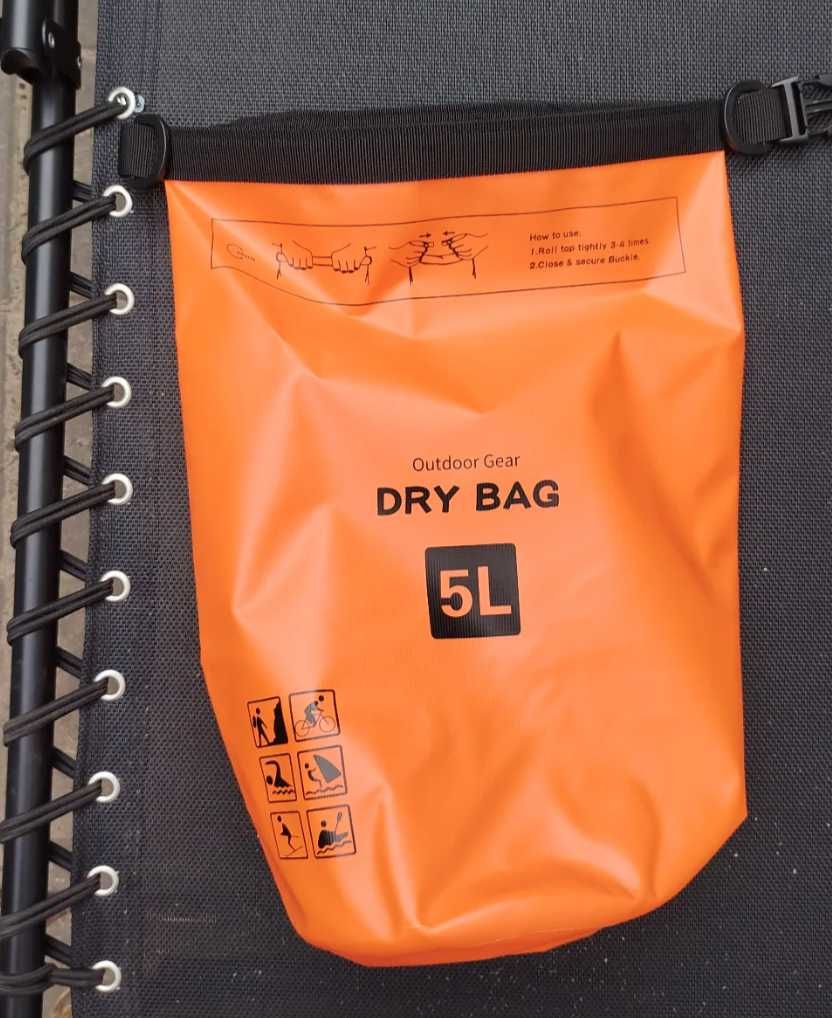 How to use:
1.Roll top tightly 3-4 times
2.Close & secure Buckle.
Outdoor Gear
DRY BAG
5L